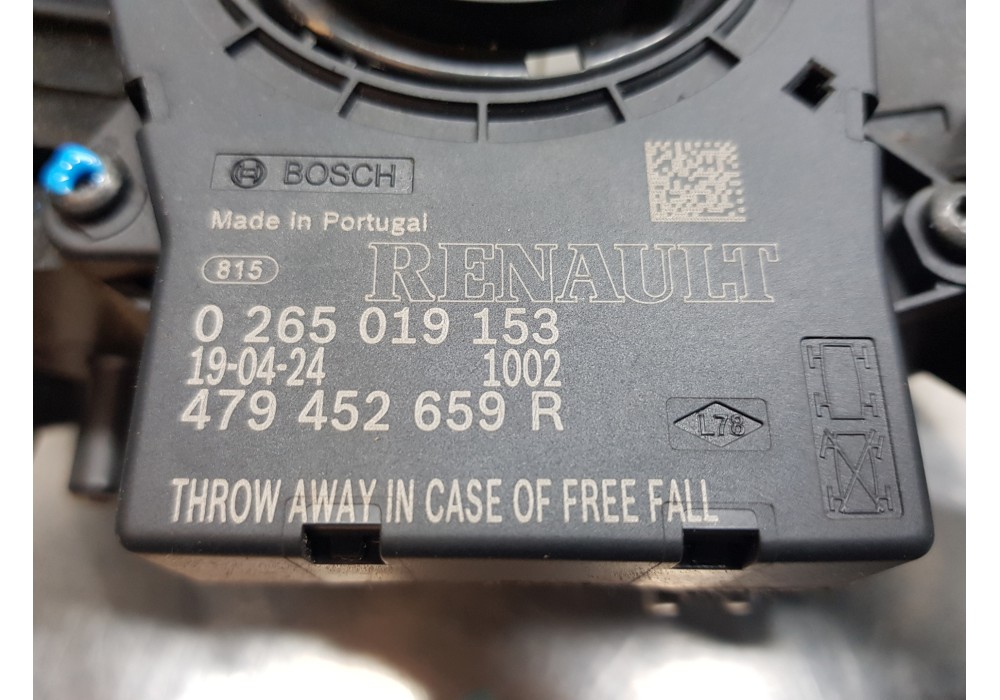 BOSCH
Made in Portugal
815 RENAULT
0 265 019 153
19-04-24 1002
479 452 659 R
L78
THROW AWAY IN CASE OF FREE FALL